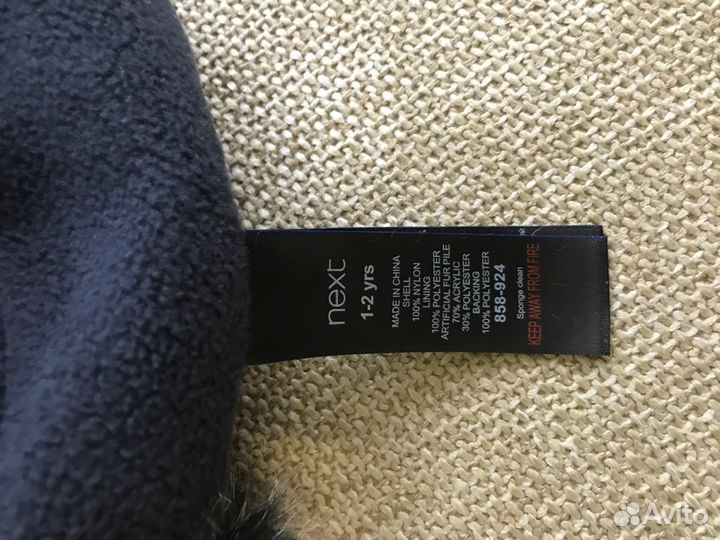 next
1-2 yrs
MADE IN CHINA
SHELL
100% NYLON
LINING
100% POLYESTER
ARTIFICIAL FUR PILE
70% ACRYLIC
30% POLYESTER
BACKING
100% POLYESTER
858-924
Sponge clean
KEEP AWAY FROM FIRE
Avito